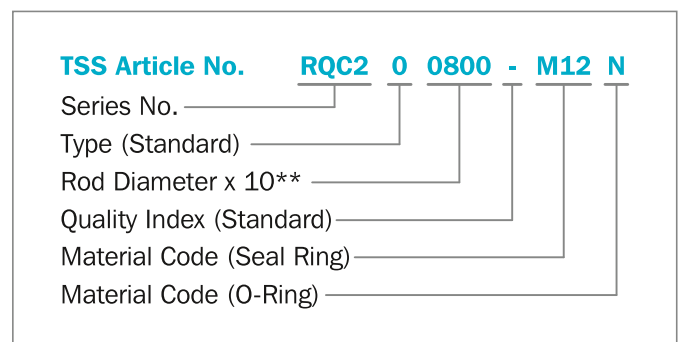 TSS Article No. RQC2 0 0800 - M12 N
Series No.
Type (Standard)
Rod Diameter x 10**
Quality Index (Standard)
Material Code (Seal Ring)
Material Code (O-Ring)